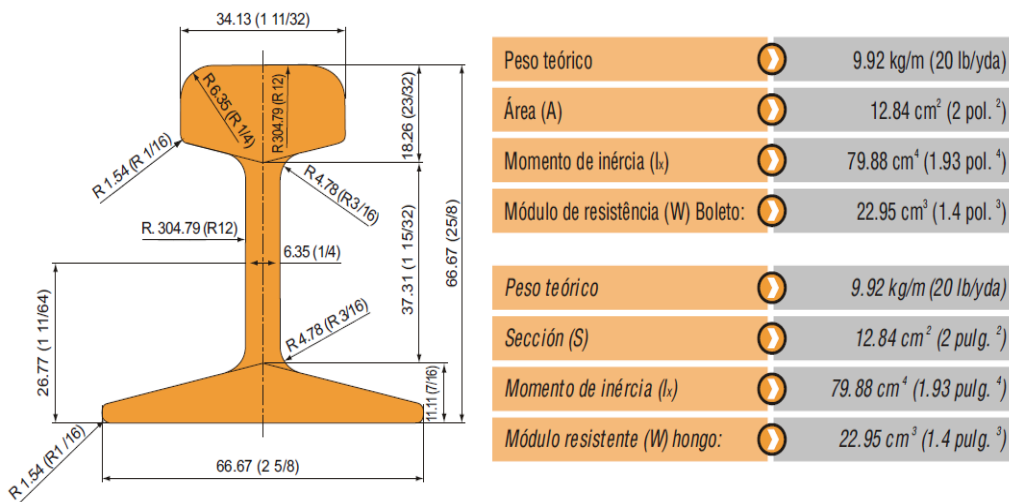 34.13 (1 11/32)
R 6.35 (R 1/4)
R 304.79 (R 12)
18.26 (23/32)
R 1.54 (R 1/16)
R 4.78 (R3/16)
R. 304.79 (R12)
6.35 (1/4)
37.31 (1 15/32)
66.67 (25/8)
26.77 (1 11/64)
R 4.78 (R 3/16)
11.11 (7/16)
R 1.54 (R1 /16)
66.67 (2 5/8)
Peso teórico 9.92 kg/m (20 lb/yda)
Área (A) 12.84 cm² (2 pol. ²)
Momento de inércia (Ix) 79.88 cm⁴ (1.93 pol. ⁴)
Módulo de resistência (W) Boleto: 22.95 cm³ (1.4 pol. ³)
Peso teórico 9.92 kg/m (20 lb/yda)
Sección (S) 12.84 cm² (2 pulg. ²)
Momento de inércia (Ix) 79.88 cm⁴ (1.93 pulg. ⁴)
Módulo resistente (W) hongo: 22.95 cm³ (1.4 pulg. ³)